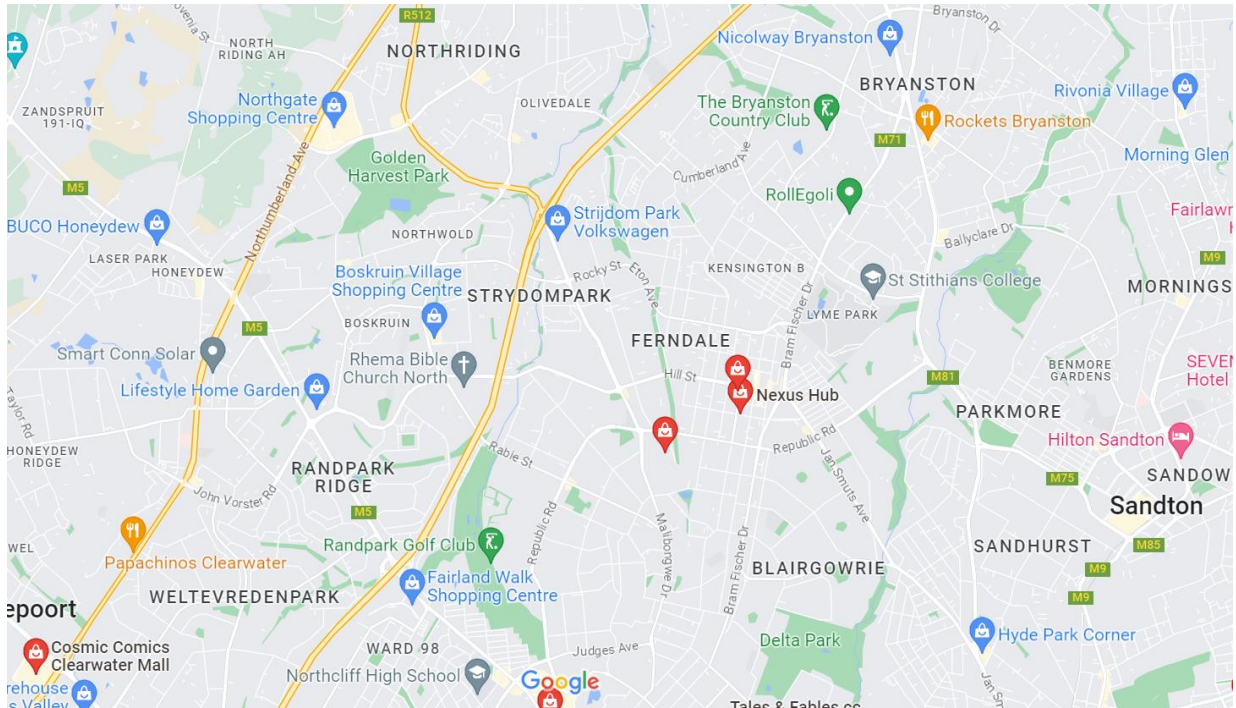 R512
Bryanston Dr
NORTH
RIDING AH
NORTHRIDING
Nicolway Bryanston
BRYANSTON
Rivonia Village
ZANDSPRUIT
191-IQ
Northgate
Shopping Centre
OLIVEDALE
The Bryanston
Country Club
Rockets Bryanston
M71
Morning Glen
Golden
Harvest Park
Cumberland Ave
M5
Northumberland Ave
RollEgoli
BUCO Honeydew
Strijdom Park
Volkswagen
NORTHWOLD
Ballyclare Dr
LASER PARK
HONEYDEW
M9
Boskruin Village
Shopping Centre
Rocky St
Eton Ave
KENSINGTON B
St Stithians College
STRYDOMPARK
MORNINGS
BOSKRUIN
M5
LYME PARK
Bram Fischer Dr
FERNDALE
Smart Conn Solar
Rhema Bible
Church North
Hill St
BENMORE
GARDENS
Hotel
M81
Lifestyle Home Garden
Nexus Hub
Taylor Rd
PARKMORE
Republic Rd
Hilton Sandton
HONEYDEW
RIDGE
Rabie St
Jan Smuts Ave
RANDPARK
RIDGE
M75
SANDOW
John Vorster Rd
M5
Sandton
Republic Rd
Malibongwe Dr
Bram Fischer Dr
Randpark Golf Club
M85
SANDHURST
Papachinos Clearwater
BLAIRGOWRIE
M9
Fairland Walk
Shopping Centre
WELTEVREDENPARK
M9
epoort
Delta Park
Hyde Park Corner
Cosmic Comics
Clearwater Mall
WARD 98
Judges Ave
Northcliff High School
Google
rehouse
s Valley
Tales & Fables cc